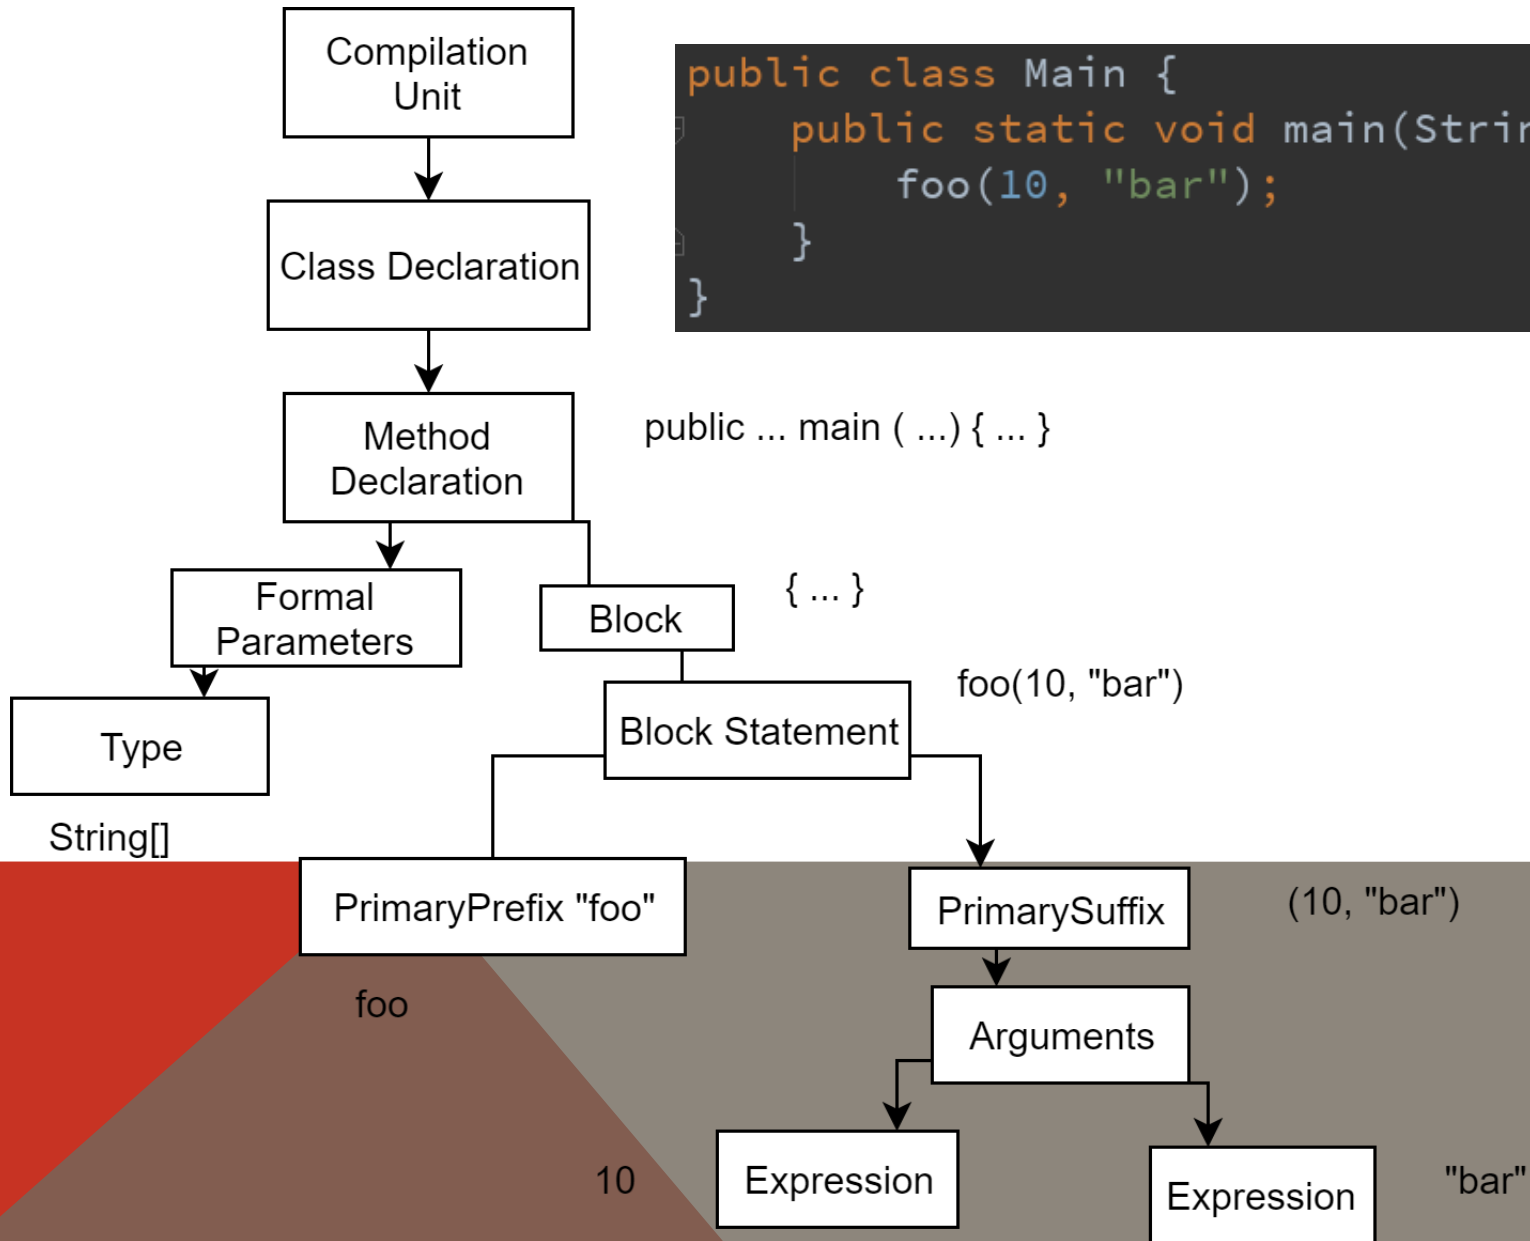 Compilation
Unit
public class Main {
public static void main(Strin
foo(10, "bar");
}
}
Class Declaration
Method
Declaration
public ... main ( ...) { ... }
Formal
Parameters
Block
{ ... }
Type
String[]
Block Statement
foo(10, "bar")
PrimaryPrefix "foo"
foo
PrimarySuffix
(10, "bar")
Arguments
10
Expression
Expression
"bar"